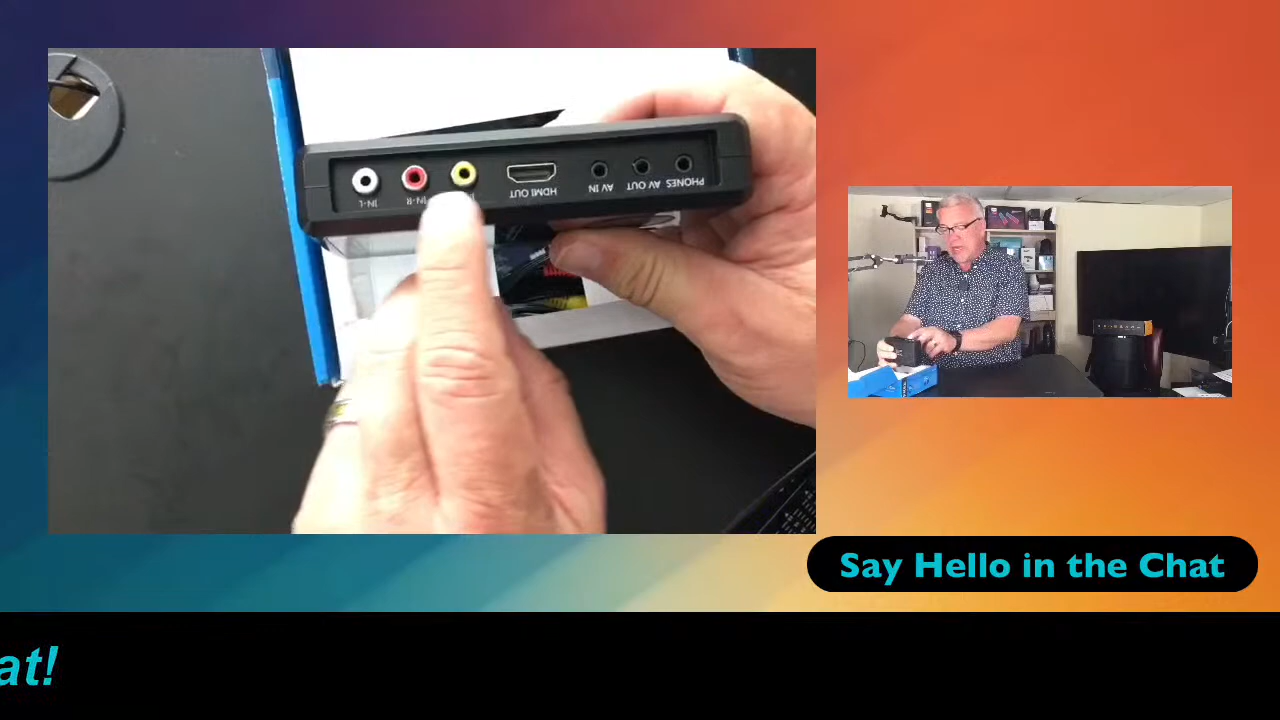 IN-L
IN-R
HDMI OUT
AV IN
AV OUT
PHONES
Say Hello in the Chat
at!